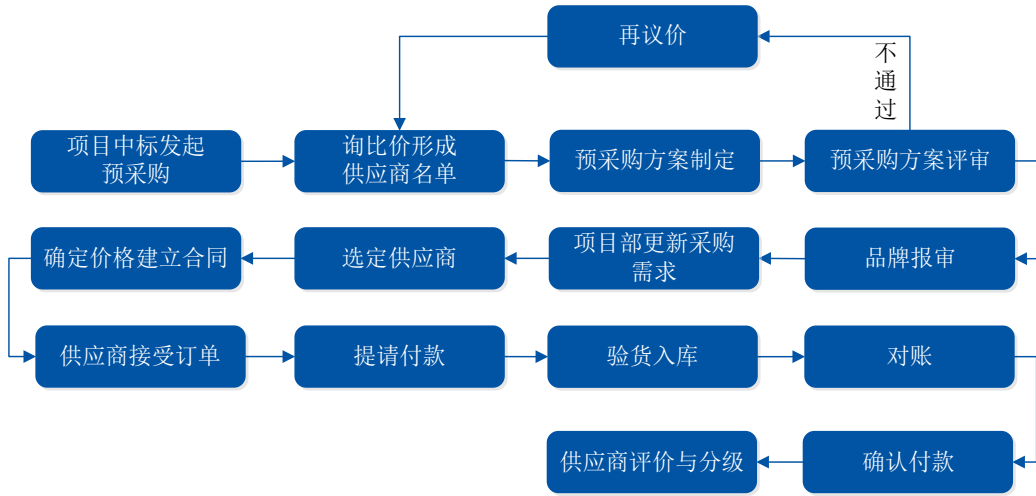 再议价
不
通
过
项目中标发起
预采购
询比价形成
供应商名单
预采购方案制定
预采购方案评审
确定价格建立合同
选定供应商
项目部更新采购
需求
品牌报审
供应商接受订单
提请付款
验货入库
对账
供应商评价与分级
确认付款